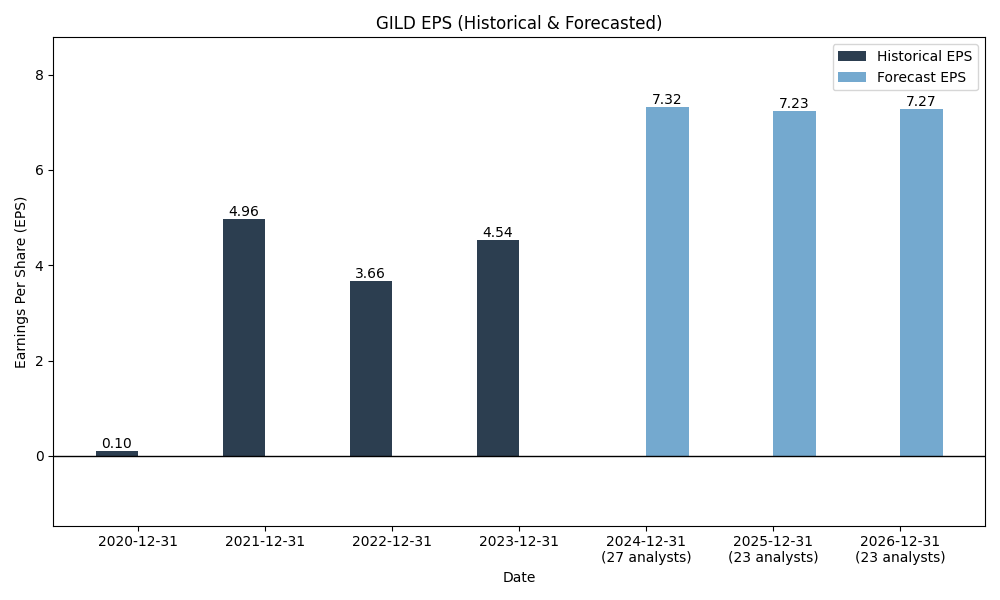 GILD EPS (Historical & Forecasted)
Historical EPS
Forecast EPS
Earnings Per Share (EPS)
8
6
4
2
0
0.10
4.96
3.66
4.54
7.32
7.23
7.27
2020-12-31
2021-12-31
2022-12-31
2023-12-31
2024-12-31
(27 analysts)
2025-12-31
(23 analysts)
2026-12-31
(23 analysts)
Date